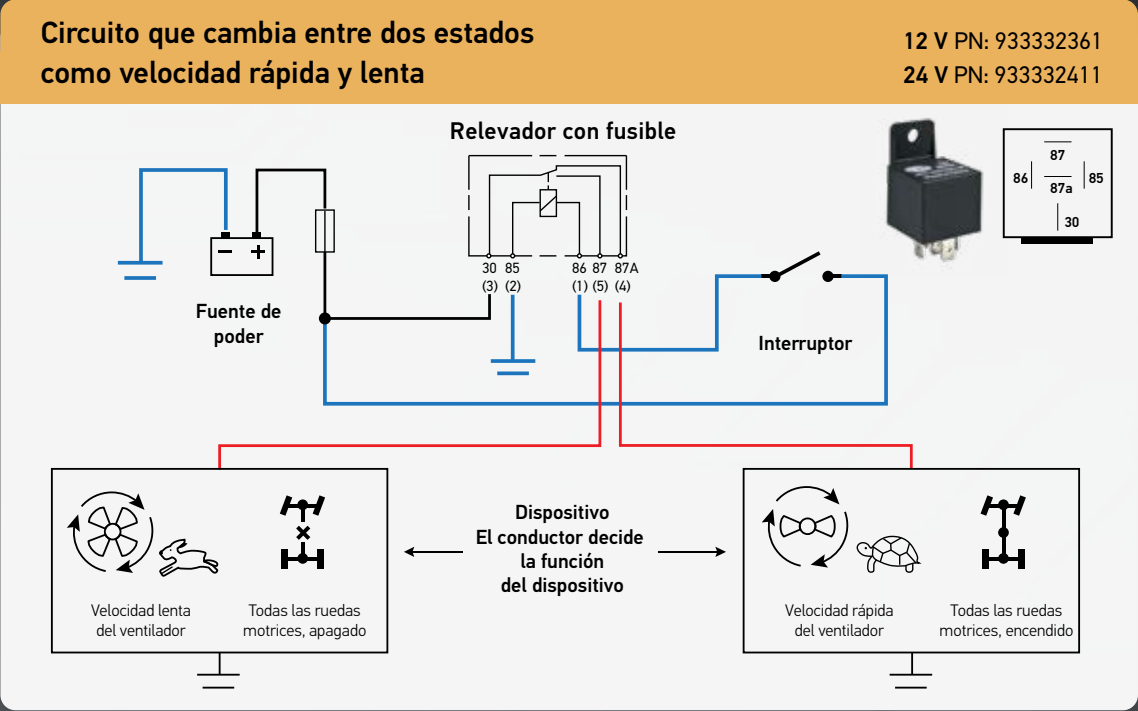 Circuito que cambia entre dos estados
como velocidad rápida y lenta
12 V PN: 933332361
24 V PN: 933332411
Relevador con fusible
87
86
87a
85
30
− +
30 85 86 87 87A
(3) (2) (1) (5) (4)
Fuente de
poder
Interruptor
Dispositivo
El conductor decide
la función
del dispositivo
Velocidad lenta
del ventilador
Todas las ruedas
motrices, apagado
Velocidad rápida
del ventilador
Todas las ruedas
motrices, encendido